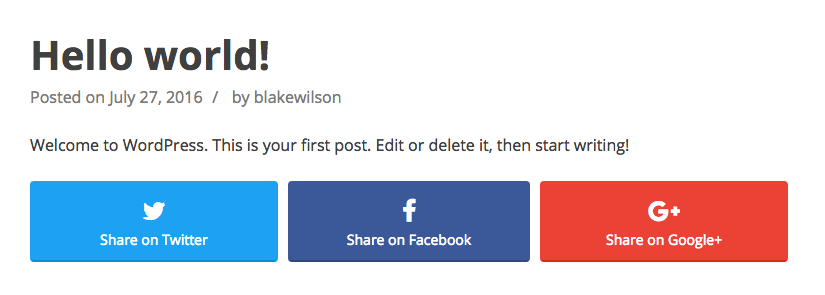 Hello world!
Posted on July 27, 2016 / by blakewilson
Welcome to WordPress. This is your first post. Edit or delete it, then start writing!
Share on Twitter Share on Facebook Share on Google+